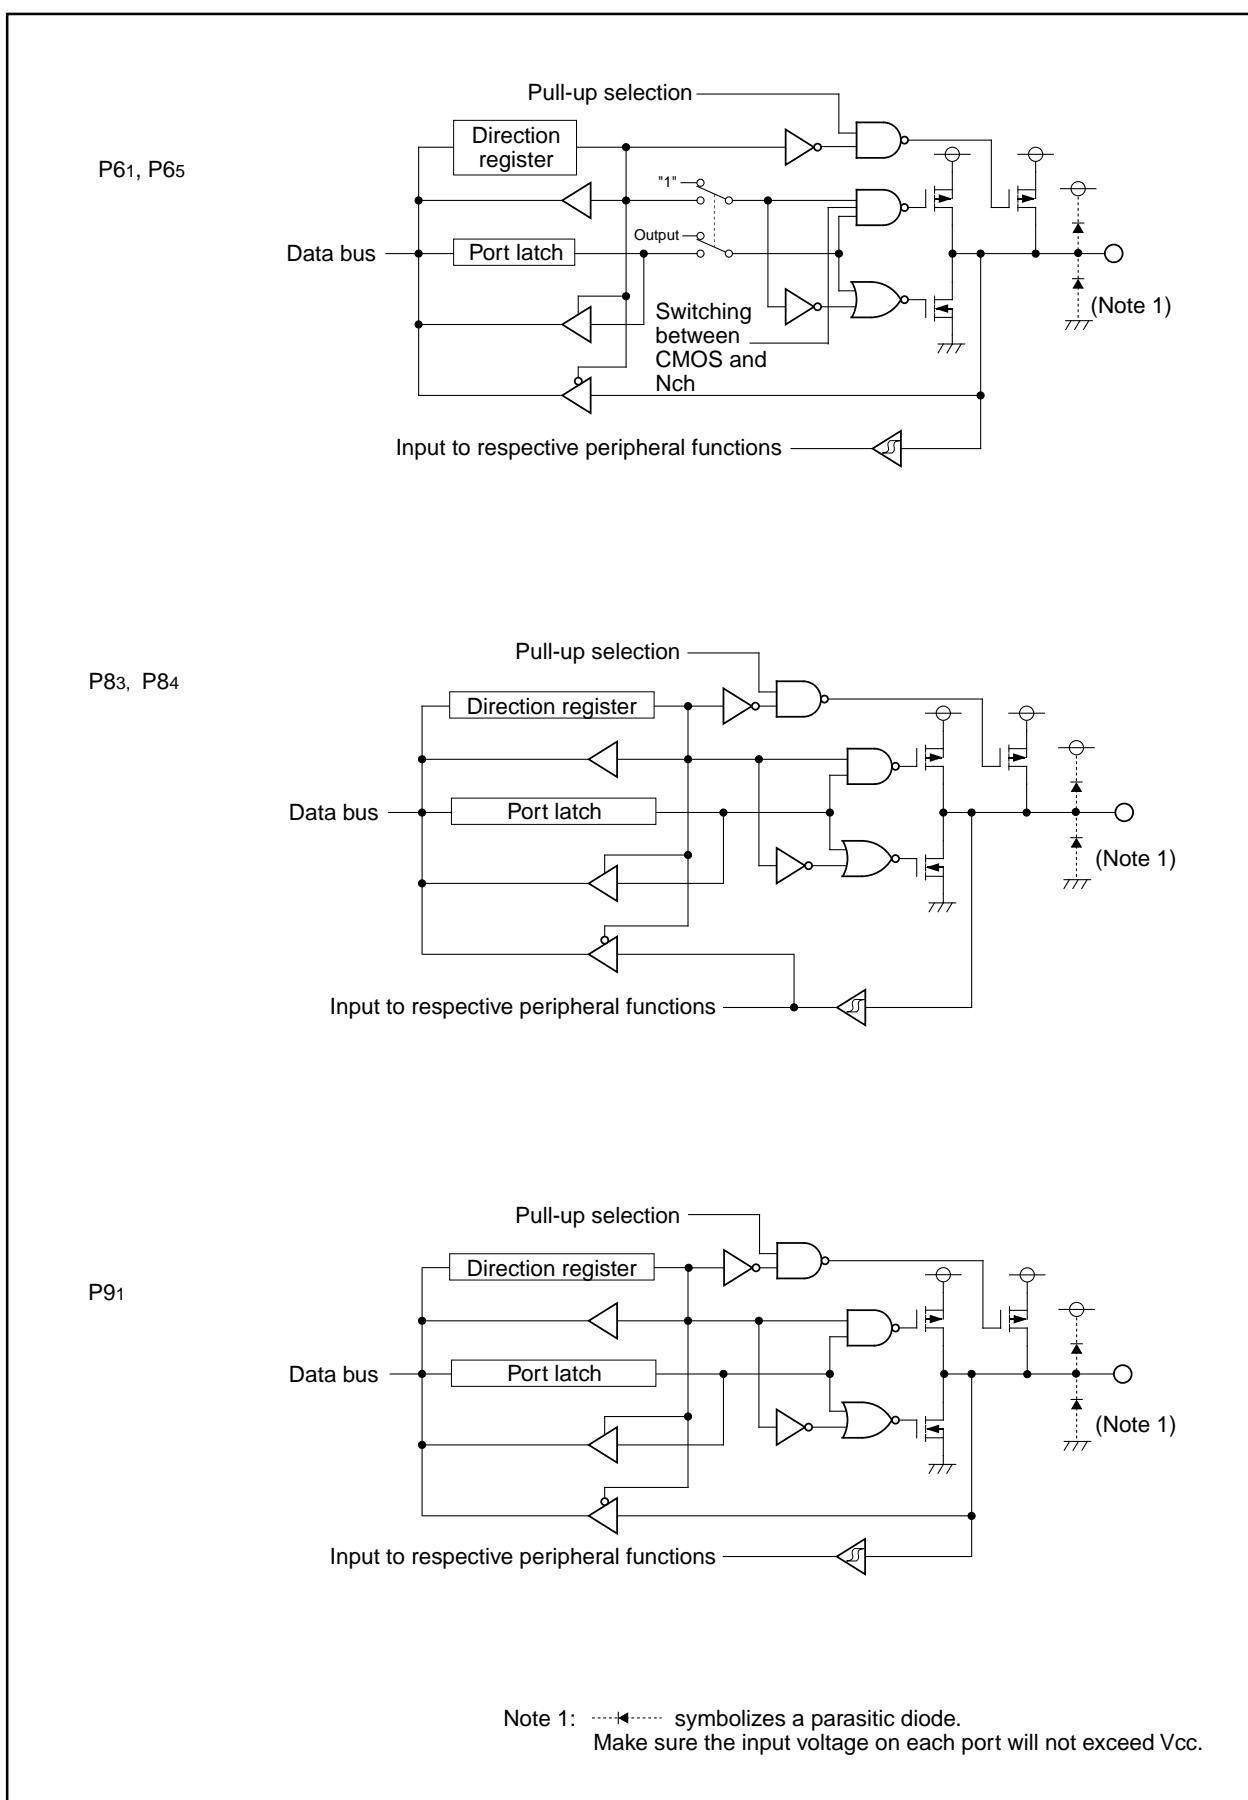 Pull-up selection
Direction
register
P61, P65
"1"
Output
Data bus
Port latch
(Note 1)
Switching
between
CMOS and
Nch
Input to respective peripheral functions
Pull-up selection
P83, P84
Direction register
Data bus
Port latch
(Note 1)
Input to respective peripheral functions
Pull-up selection
Direction register
P91
Data bus
Port latch
(Note 1)
Input to respective peripheral functions
Note 1: symbolizes a parasitic diode.
Make sure the input voltage on each port will not exceed Vcc.